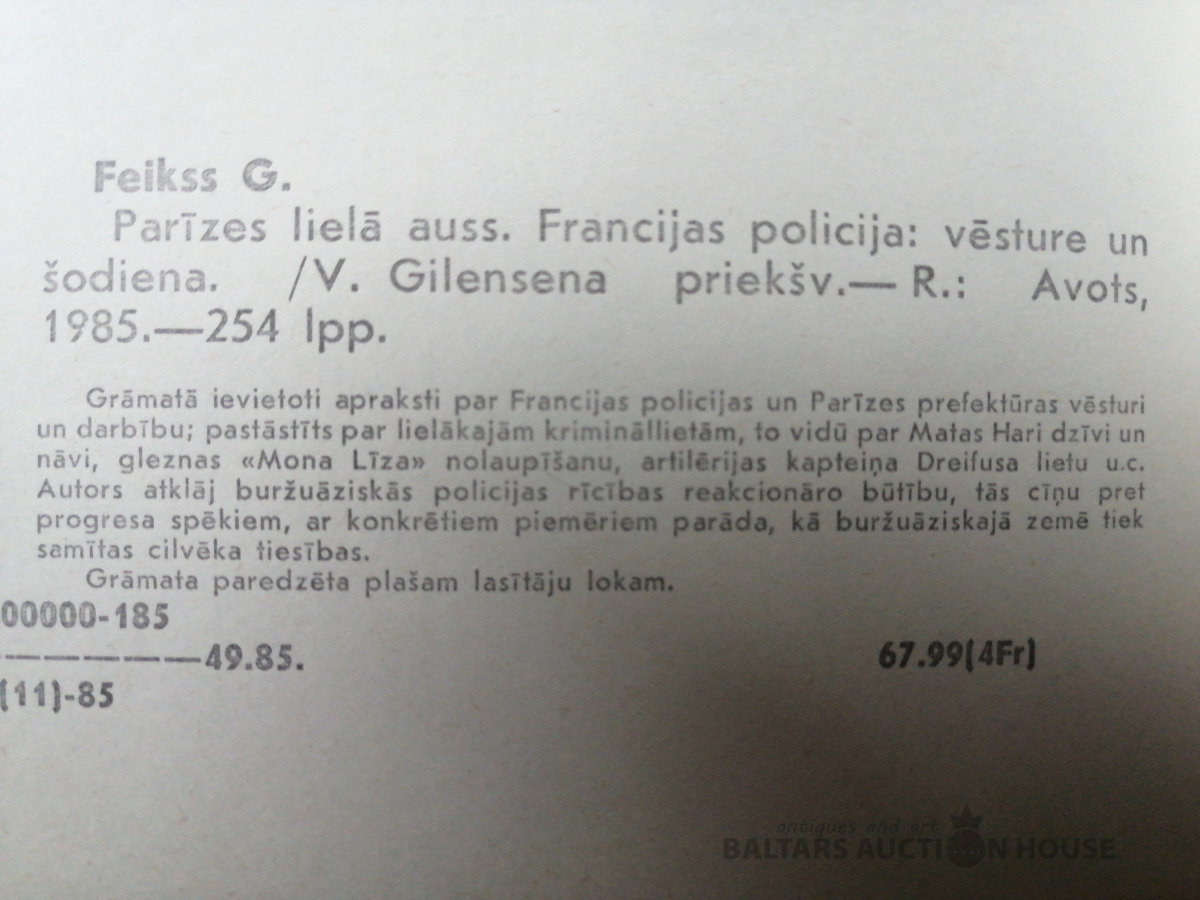 Feikss G.
Parīzes lielā auss. Francijas policija: vēsture un
šodiena. /V. Gilensena priekšv.— R.: Avots,
1985.—254 lpp.
Grāmatā ievietoti apraksti par Francijas policijas un Parīzes prefektūras vēsturi
un darbību; pastāstīts par lielākajām krimināllietām, to vidū par Matas Hari dzīvi un
nāvi, gleznas «Mona Līza» nolaupīšanu, artilērijas kapteiņa Dreifusa lietu u.c.
Autors atklāj buržuāziskās policijas rīcības reakcionāro būtību, tās cīņu pret
progresa spēkiem, ar konkrētiem piemēriem parāda, kā buržuāziskajā zemē tiek
samītas cilvēka tiesības.
Grāmata paredzēta plašam lasītāju lokam.
00000-185
—————49.85. 67.99(4Fr)
(11)-85
antiques and art
BALTARS AUCTION HOUSE